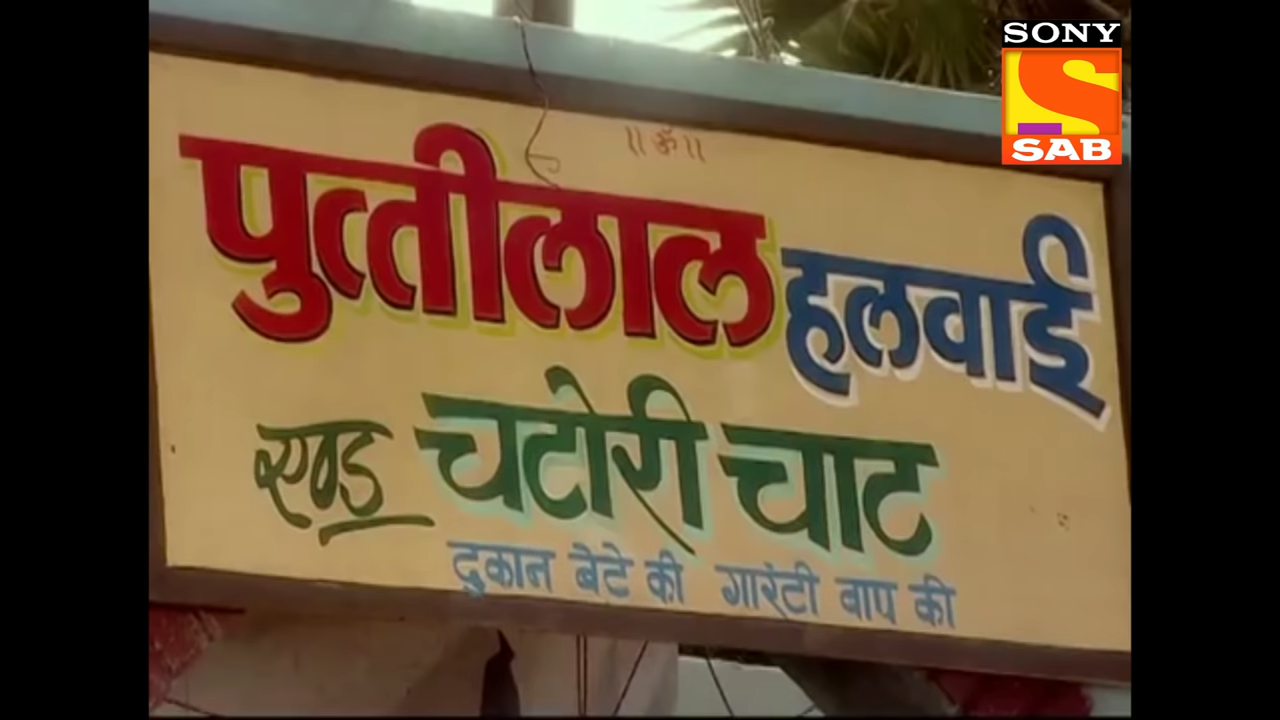 SONY
SAB
॥ ॐ ॥
पुत्तीलाल हलवाई
एण्ड चटोरी चाट
दुकान बेटे की गारंटी बाप की